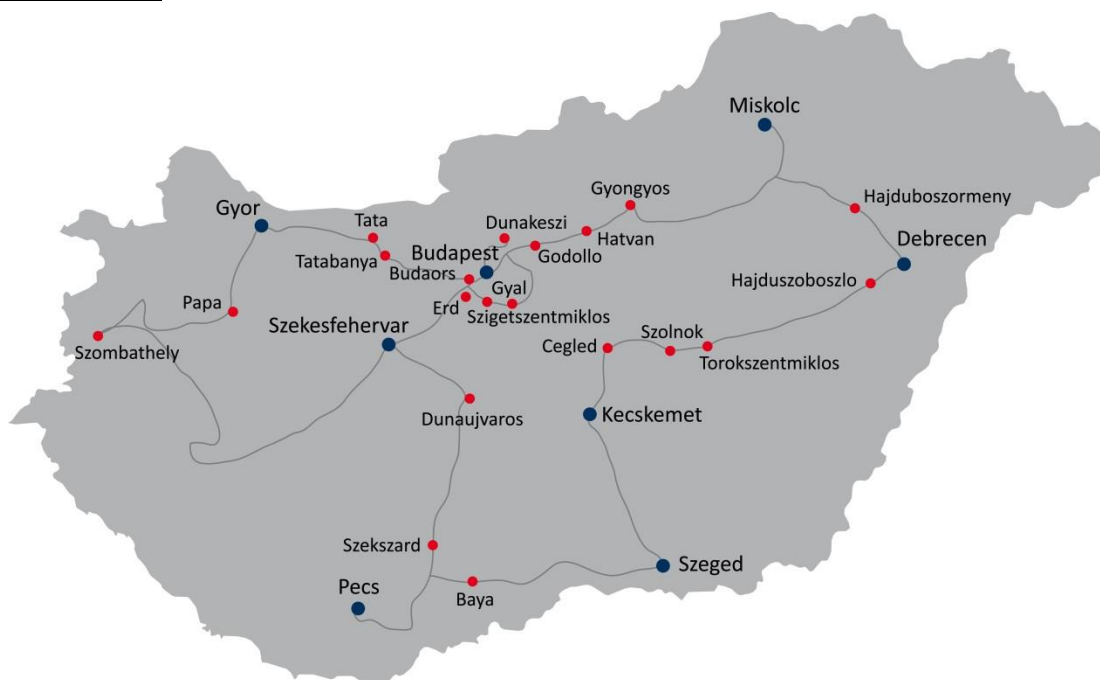 Miskolc
Gyongyos
Hajduboszormeny
Gyor
Tata
Dunakeszi
Hatvan
Debrecen
Budapest
Godollo
Tatabanya
Budaors
Hajduszoboszlo
Gyal
Papa
Erd
Szigetszentmiklos
Szekesfehervar
Szolnok
Cegled
Szombathely
Torokszentmiklos
Kecskemet
Dunaujvaros
Szekszard
Szeged
Pecs
Baya